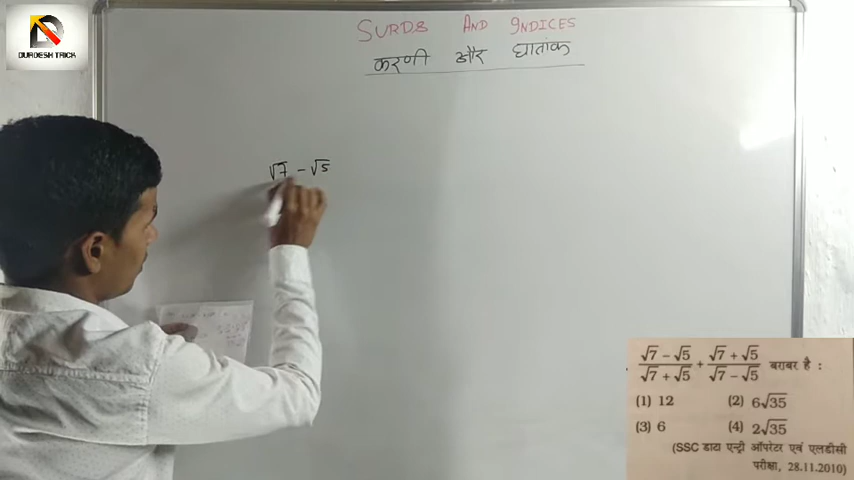 DURGESH TRICK
SURDS AND INDICES
करणी और घातांक
√7 - √5
(√7 - √5)/(√7 + √5) + (√7 + √5)/(√7 - √5) बराबर है :
(1) 12 (2) 6√35
(3) 6 (4) 2√35
(SSC डाटा एन्ट्री ऑपरेटर एवं एलडीसी
परीक्षा, 28.11.2010)